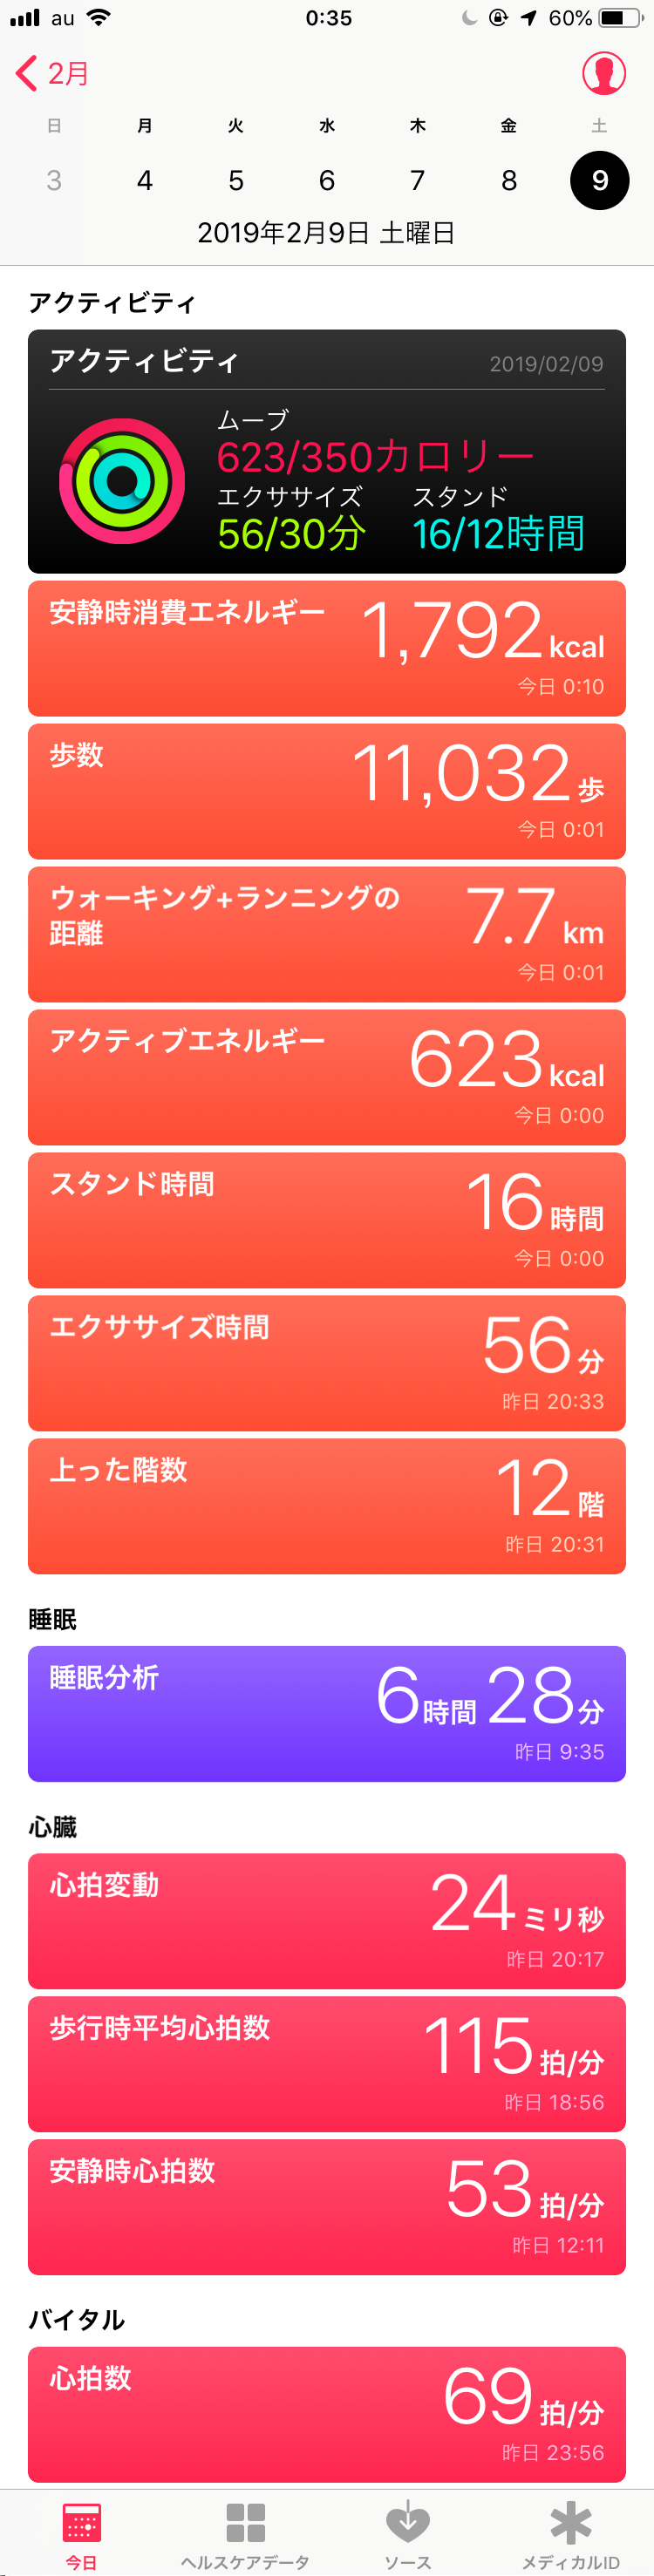 au 0:35 60%
2月
日 月 火 水 木 金 土
3 4 5 6 7 8 9
2019年2月9日 土曜日
アクティビティ
アクティビティ 2019/02/09
ムーブ
623/350カロリー
エクササイズ スタンド
56/30分 16/12時間
安静時消費エネルギー 1,792 kcal
今日 0:10
歩数 11,032 歩
今日 0:01
ウォーキング+ランニングの
距離 7.7 km
今日 0:01
アクティブエネルギー 623 kcal
今日 0:00
スタンド時間 16 時間
今日 0:00
エクササイズ時間 56 分
昨日 20:33
上った階数 12 階
昨日 20:31
睡眠
睡眠分析 6時間28分
昨日 9:35
心臓
心拍変動 24 ミリ秒
昨日 20:17
歩行時平均心拍数 115 拍/分
昨日 18:56
安静時心拍数 53 拍/分
昨日 12:11
バイタル
心拍数 69 拍/分
昨日 23:56
今日 ヘルスケアデータ ソース メディカルID